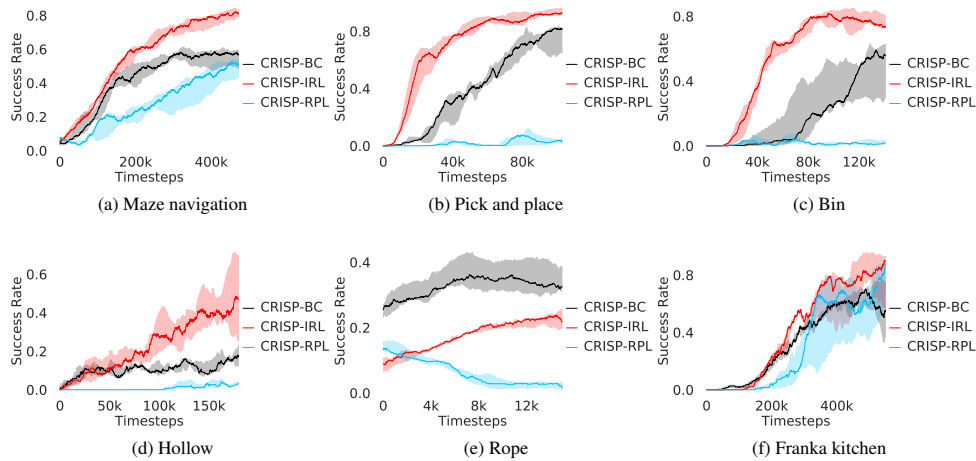 Success Rate
0.8
0.6
0.4
0.2
0.0
0
200k
400k
Timesteps
CRISP-BC
CRISP-IRL
CRISP-RPL
(a) Maze navigation
Success Rate
0.8
0.4
0.0
0
40k
80k
Timesteps
CRISP-BC
CRISP-IRL
CRISP-RPL
(b) Pick and place
Success Rate
0.8
0.4
0.0
0
40k
80k
120k
Timesteps
CRISP-BC
CRISP-IRL
CRISP-RPL
(c) Bin
Success Rate
0.6
0.4
0.2
0.0
0
50k
100k
150k
Timesteps
CRISP-BC
CRISP-IRL
CRISP-RPL
(d) Hollow
Success Rate
0.4
0.2
0.0
0
4k
8k
12k
Timesteps
CRISP-BC
CRISP-IRL
CRISP-RPL
(e) Rope
Success Rate
0.8
0.4
0.0
0
200k
400k
Timesteps
CRISP-BC
CRISP-IRL
CRISP-RPL
(f) Franka kitchen